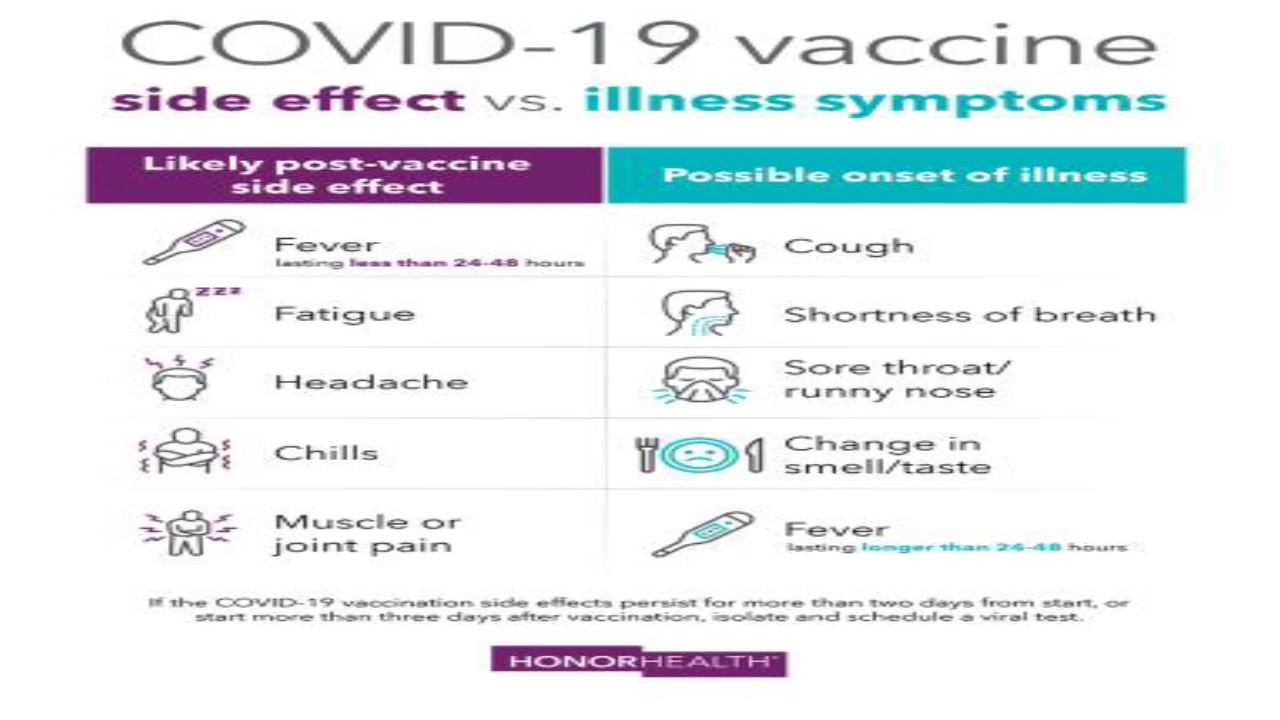 COVID-19 vaccine
side effect vs. illness symptoms
Likely post-vaccine
side effect
Possible onset of illness
Fever
lasting less than 24-48 hours
Cough
zzz
Fatigue
Shortness of breath
Headache
Sore throat/
runny nose
Chills
Change in
smell/taste
Muscle or
joint pain
Fever
lasting longer than 24-48 hours
If the COVID-19 vaccination side effects persist for more than two days from start, or
start more than three days after vaccination, isolate and schedule a viral test.
HONORHEALTH